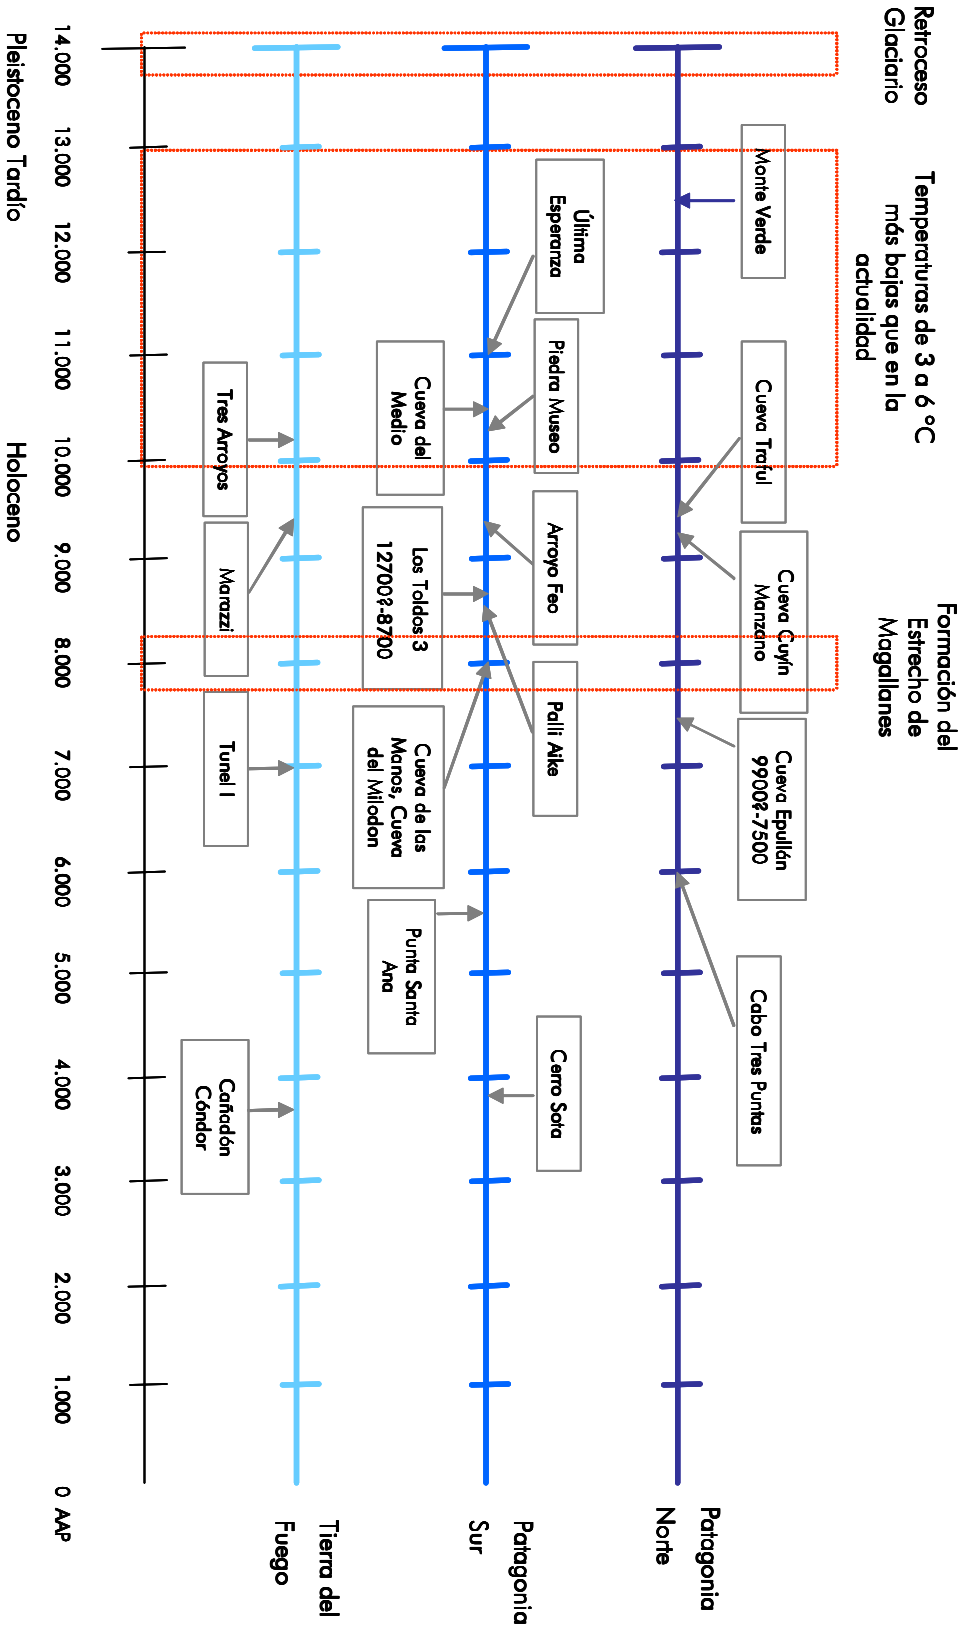 Retroceso
Glaciario
Temperaturas de 3 a 6 °C
más bajas que en la
actualidad
Formación del
Estrecho de
Magallanes
Monte Verde
Cueva Traful
Cueva Cuyín
Manzano
Cueva Epullán
9900?-7500
Cabo Tres Puntas
Patagonia
Norte
Última
Esperanza
Piedra Museo
Arroyo Feo
Palli Aike
Cerro Sota
Patagonia
Sur
Cueva del
Medio
Los Toldos 3
12700?-8700
Cueva de las
Manos, Cueva
del Milodon
Punta Santa
Ana
Tierra del
Fuego
Tres Arroyos
Marazzi
Tunel I
Cañadón
Cóndor
14.000
13.000
12.000
11.000
10.000
9.000
8.000
7.000
6.000
5.000
4.000
3.000
2.000
1.000
0 AAP
Pleistoceno Tardío
Holoceno